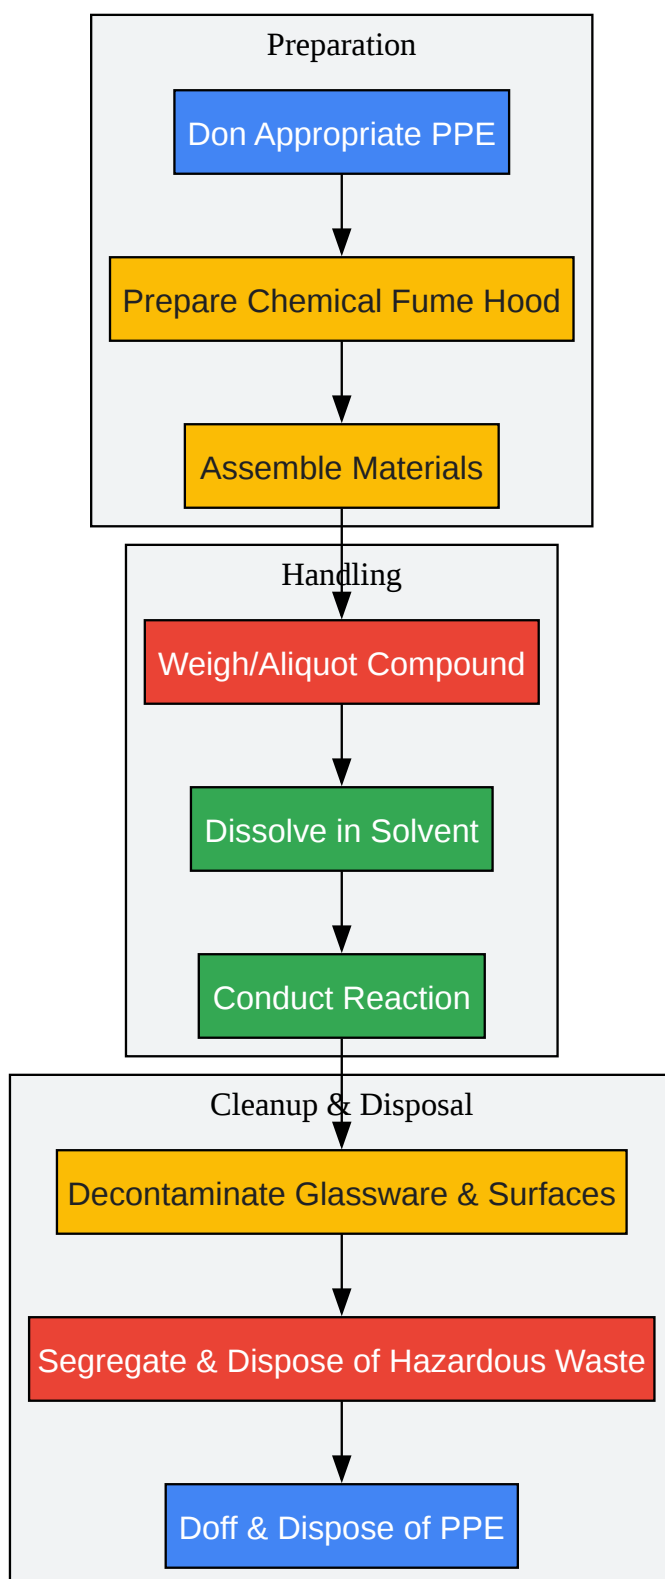 Preparation
Don Appropriate PPE
Prepare Chemical Fume Hood
Assemble Materials
Handling
Weigh/Aliquot Compound
Dissolve in Solvent
Conduct Reaction
Cleanup & Disposal
Decontaminate Glassware & Surfaces
Segregate & Dispose of Hazardous Waste
Doff & Dispose of PPE